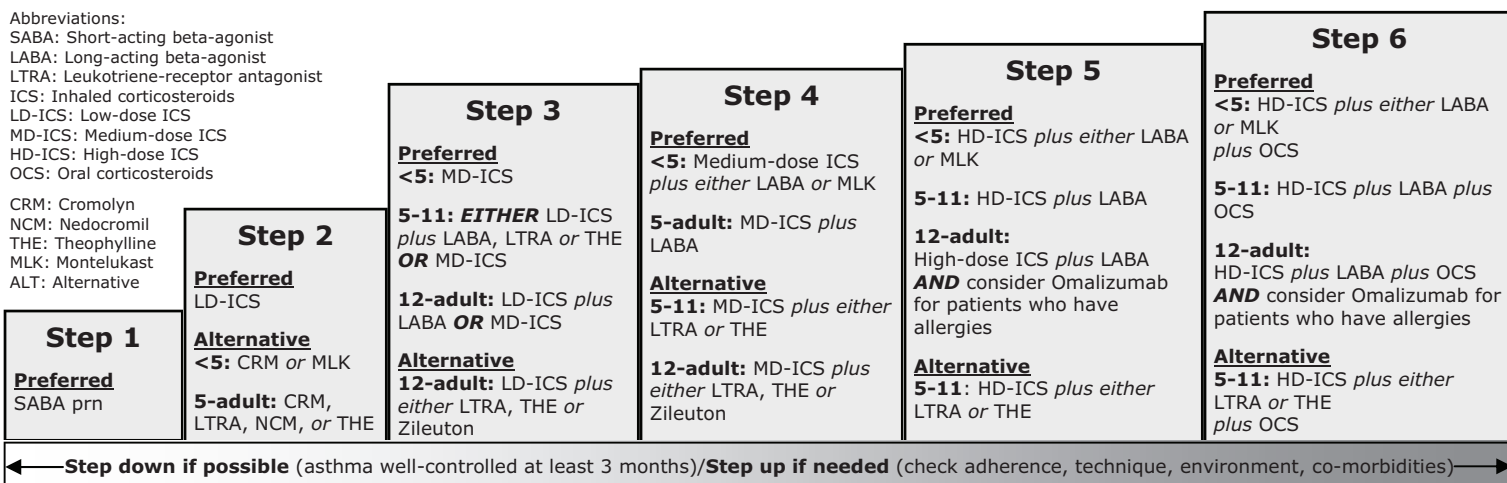 Abbreviations:
SABA: Short-acting beta-agonist
LABA: Long-acting beta-agonist
LTRA: Leukotriene-receptor antagonist
ICS: Inhaled corticosteroids
LD-ICS: Low-dose ICS
MD-ICS: Medium-dose ICS
HD-ICS: High-dose ICS
OCS: Oral corticosteroids
CRM: Cromolyn
NCM: Nedocromil
THE: Theophylline
MLK: Montelukast
ALT: Alternative
Step 1
Preferred
SABA prn
Step 2
Preferred
LD-ICS
Alternative
<5: CRM or MLK
5-adult: CRM,
LTRA, NCM, or THE
Step 3
Preferred
<5: MD-ICS
5-11: EITHER LD-ICS
plus LABA, LTRA or THE
OR MD-ICS
12-adult: LD-ICS plus
LABA OR MD-ICS
Alternative
12-adult: LD-ICS plus
either LTRA, THE or
Zileuton
Step 4
Preferred
<5: Medium-dose ICS
plus either LABA or MLK
5-adult: MD-ICS plus
LABA
Alternative
5-11: MD-ICS plus either
LTRA or THE
12-adult: MD-ICS plus
either LTRA, THE or
Zileuton
Step 5
Preferred
<5: HD-ICS plus either LABA
or MLK
5-11: HD-ICS plus LABA
12-adult:
High-dose ICS plus LABA
AND consider Omalizumab
for patients who have
allergies
Alternative
5-11: HD-ICS plus either
LTRA or THE
Step 6
Preferred
<5: HD-ICS plus either LABA
or MLK
plus OCS
5-11: HD-ICS plus LABA plus
OCS
12-adult:
HD-ICS plus LABA plus OCS
AND consider Omalizumab for
patients who have allergies
Alternative
5-11: HD-ICS plus either
LTRA or THE
plus OCS
Step down if possible (asthma well-controlled at least 3 months)/Step up if needed (check adherence, technique, environment, co-morbidities)